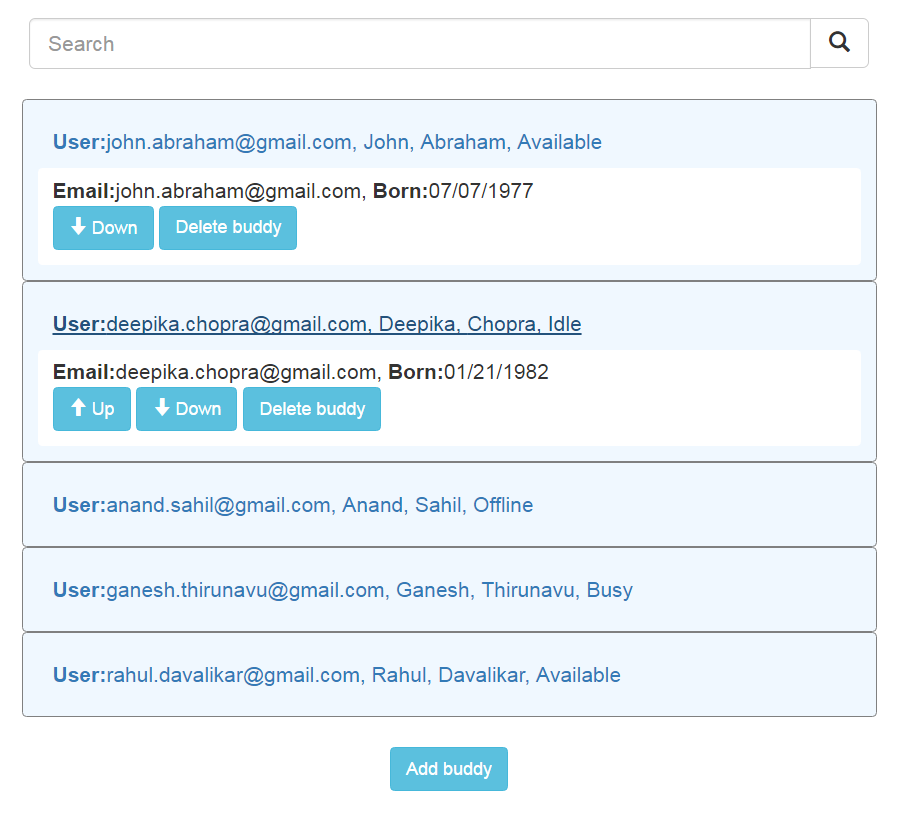 Search
User:john.abraham@gmail.com, John, Abraham, Available
Email:john.abraham@gmail.com, Born:07/07/1977
Down Delete buddy
User:deepika.chopra@gmail.com, Deepika, Chopra, Idle
Email:deepika.chopra@gmail.com, Born:01/21/1982
Up Down Delete buddy
User:anand.sahil@gmail.com, Anand, Sahil, Offline
User:ganesh.thirunavu@gmail.com, Ganesh, Thirunavu, Busy
User:rahul.davalikar@gmail.com, Rahul, Davalikar, Available
Add buddy